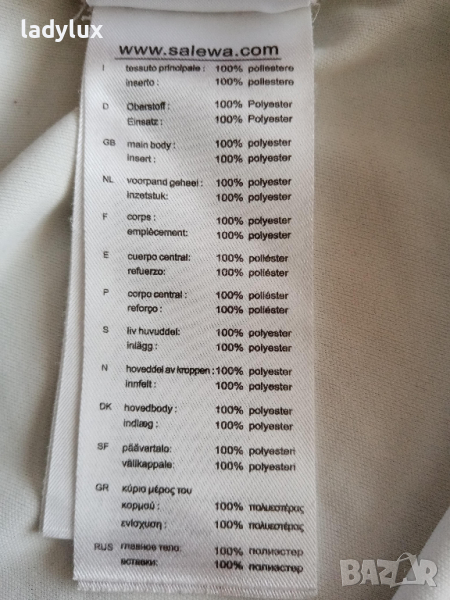 ladylux
www.salewa.com
I tessuto principale : 100% poliestere
inserto : 100% poliestere
D Oberstoff : 100% Polyester
Einsatz : 100% Polyester
GB main body : 100% polyester
insert : 100% polyester
NL voorpand geheel : 100% polyester
inzetstuk : 100% polyester
F corps : 100% polyester
emplècement : 100% polyester
E cuerpo central : 100% poliéster
refuerzo : 100% poliéster
P corpo central : 100% poliéster
reforço : 100% poliéster
S liv huvuddel : 100% polyester
inlägg : 100% polyester
N hoveddel av kroppen : 100% polyester
innfelt : 100% polyester
DK hovedbody : 100% polyester
indlæg : 100% polyester
SF päävertalo : 100% polyesteri
välikappale : 100% polyesteri
GR κύριο μέρος του
κορμού : 100% πολυεστέρας
ενίσχυση : 100% πολυεστέρας
RUS главное тело : 100% полиэстер
вставки : 100% полиэстер
BAZAR